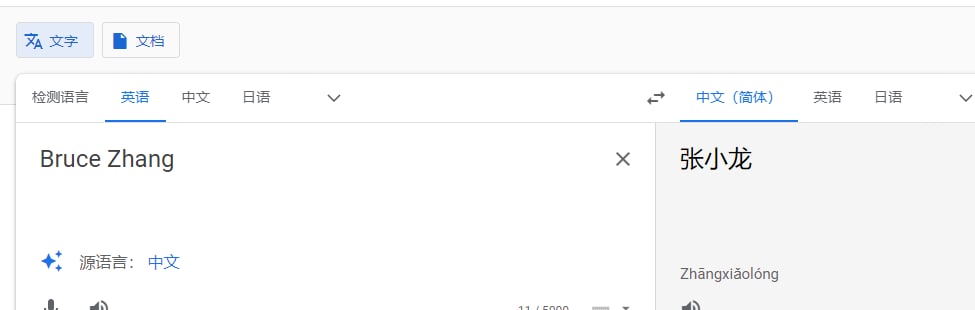 文字 文档
检测语言 英语 中文 日语 中文（简体） 英语 日语
Bruce Zhang 张小龙
源语言： 中文 Zhāngxiǎolóng
11 / 5000